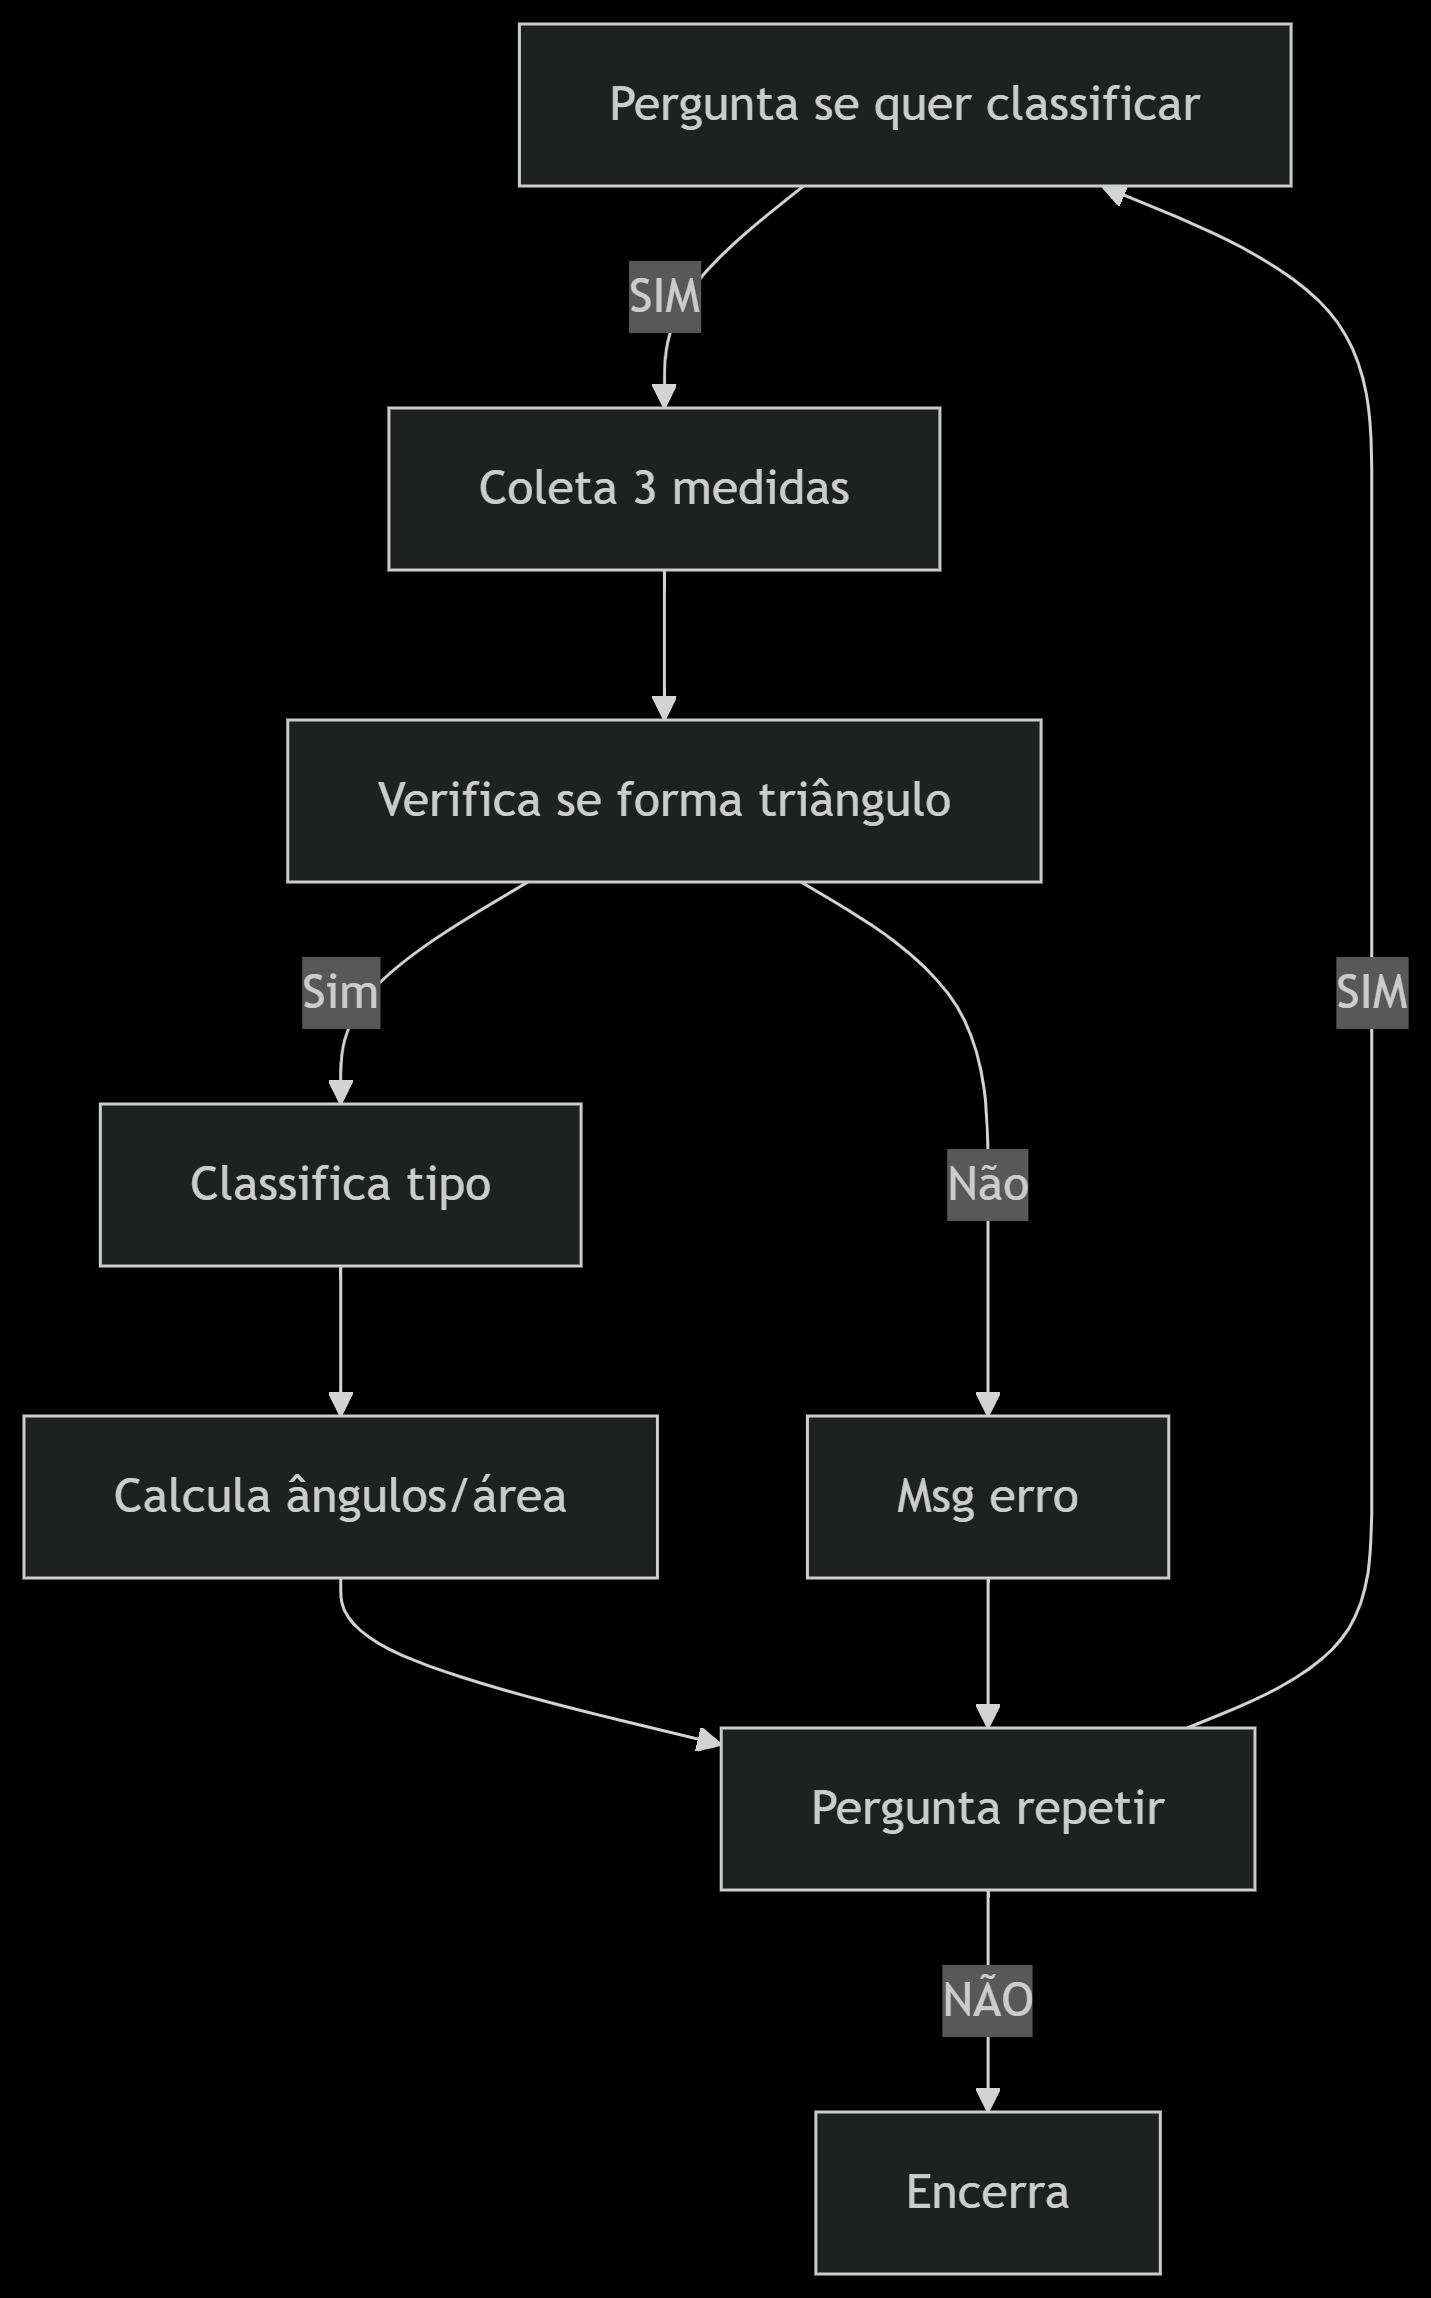 Pergunta se quer classificar
SIM
Coleta 3 medidas
Verifica se forma triângulo
Sim
SIM
Classifica tipo
Não
Calcula ângulos/área
Msg erro
Pergunta repetir
NÃO
Encerra